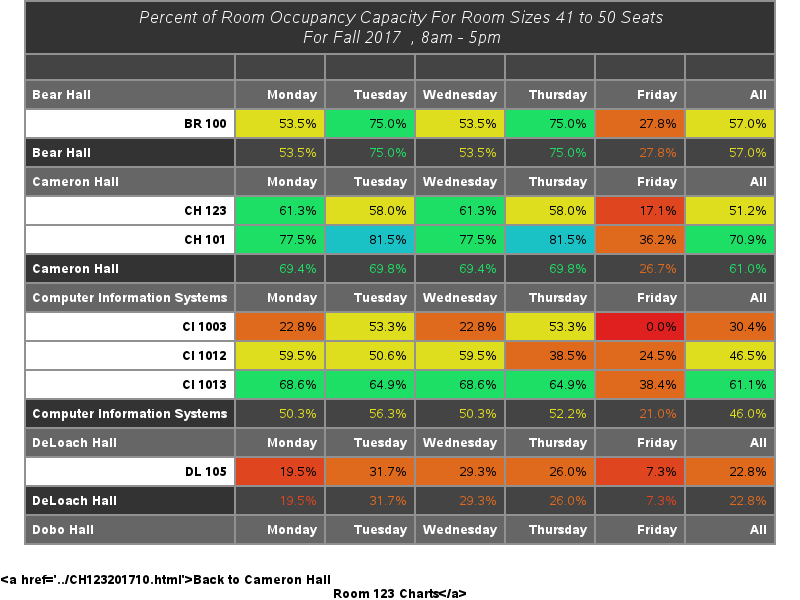 Percent of Room Occupancy Capacity For Room Sizes 41 to 50 Seats
For Fall 2017 , 8am - 5pm
Bear Hall Monday Tuesday Wednesday Thursday Friday All
BR 100 53.5% 75.0% 53.5% 75.0% 27.8% 57.0%
Bear Hall 53.5% 75.0% 53.5% 75.0% 27.8% 57.0%
Cameron Hall Monday Tuesday Wednesday Thursday Friday All
CH 123 61.3% 58.0% 61.3% 58.0% 17.1% 51.2%
CH 101 77.5% 81.5% 77.5% 81.5% 36.2% 70.9%
Cameron Hall 69.4% 69.8% 69.4% 69.8% 26.7% 61.0%
Computer Information Systems Monday Tuesday Wednesday Thursday Friday All
CI 1003 22.8% 53.3% 22.8% 53.3% 0.0% 30.4%
CI 1012 59.5% 50.6% 59.5% 38.5% 24.5% 46.5%
CI 1013 68.6% 64.9% 68.6% 64.9% 38.4% 61.1%
Computer Information Systems 50.3% 56.3% 50.3% 52.2% 21.0% 46.0%
DeLoach Hall Monday Tuesday Wednesday Thursday Friday All
DL 105 19.5% 31.7% 29.3% 26.0% 7.3% 22.8%
DeLoach Hall 19.5% 31.7% 29.3% 26.0% 7.3% 22.8%
Dobo Hall Monday Tuesday Wednesday Thursday Friday All
<a href='../CH123201710.html'>Back to Cameron Hall
Room 123 Charts</a>